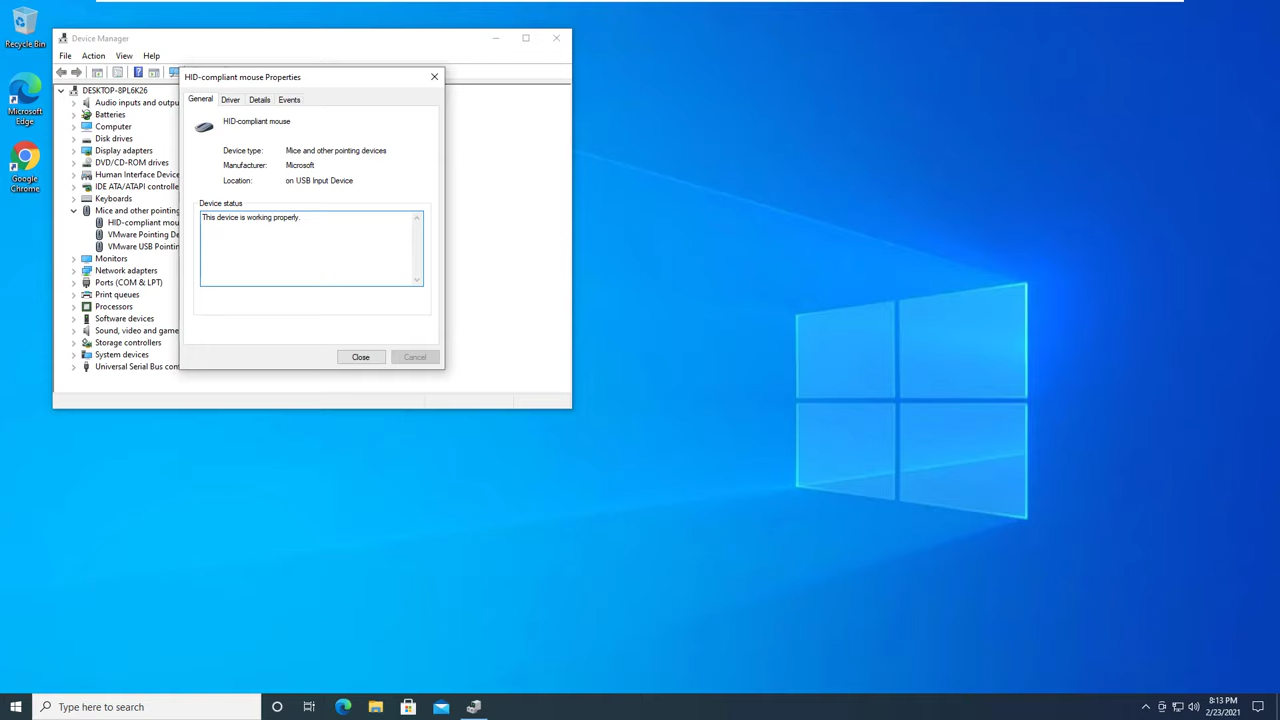 Recycle Bin
Microsoft
Edge
Google
Chrome
Device Manager
File Action View Help
DESKTOP-8PL6K26
Audio inputs and outpu
Batteries
Computer
Disk drives
Display adapters
DVD/CD-ROM drives
Human Interface Device
IDE ATA/ATAPI controlle
Keyboards
Mice and other pointing
HID-compliant mou
VMware Pointing De
VMware USB Pointin
Monitors
Network adapters
Ports (COM & LPT)
Print queues
Processors
Software devices
Sound, video and game
Storage controllers
System devices
Universal Serial Bus con
HID-compliant mouse Properties
General Driver Details Events
HID-compliant mouse
Device type: Mice and other pointing devices
Manufacturer: Microsoft
Location: on USB Input Device
Device status
This device is working properly.
Close Cancel
Type here to search
8:13 PM
2/23/2021